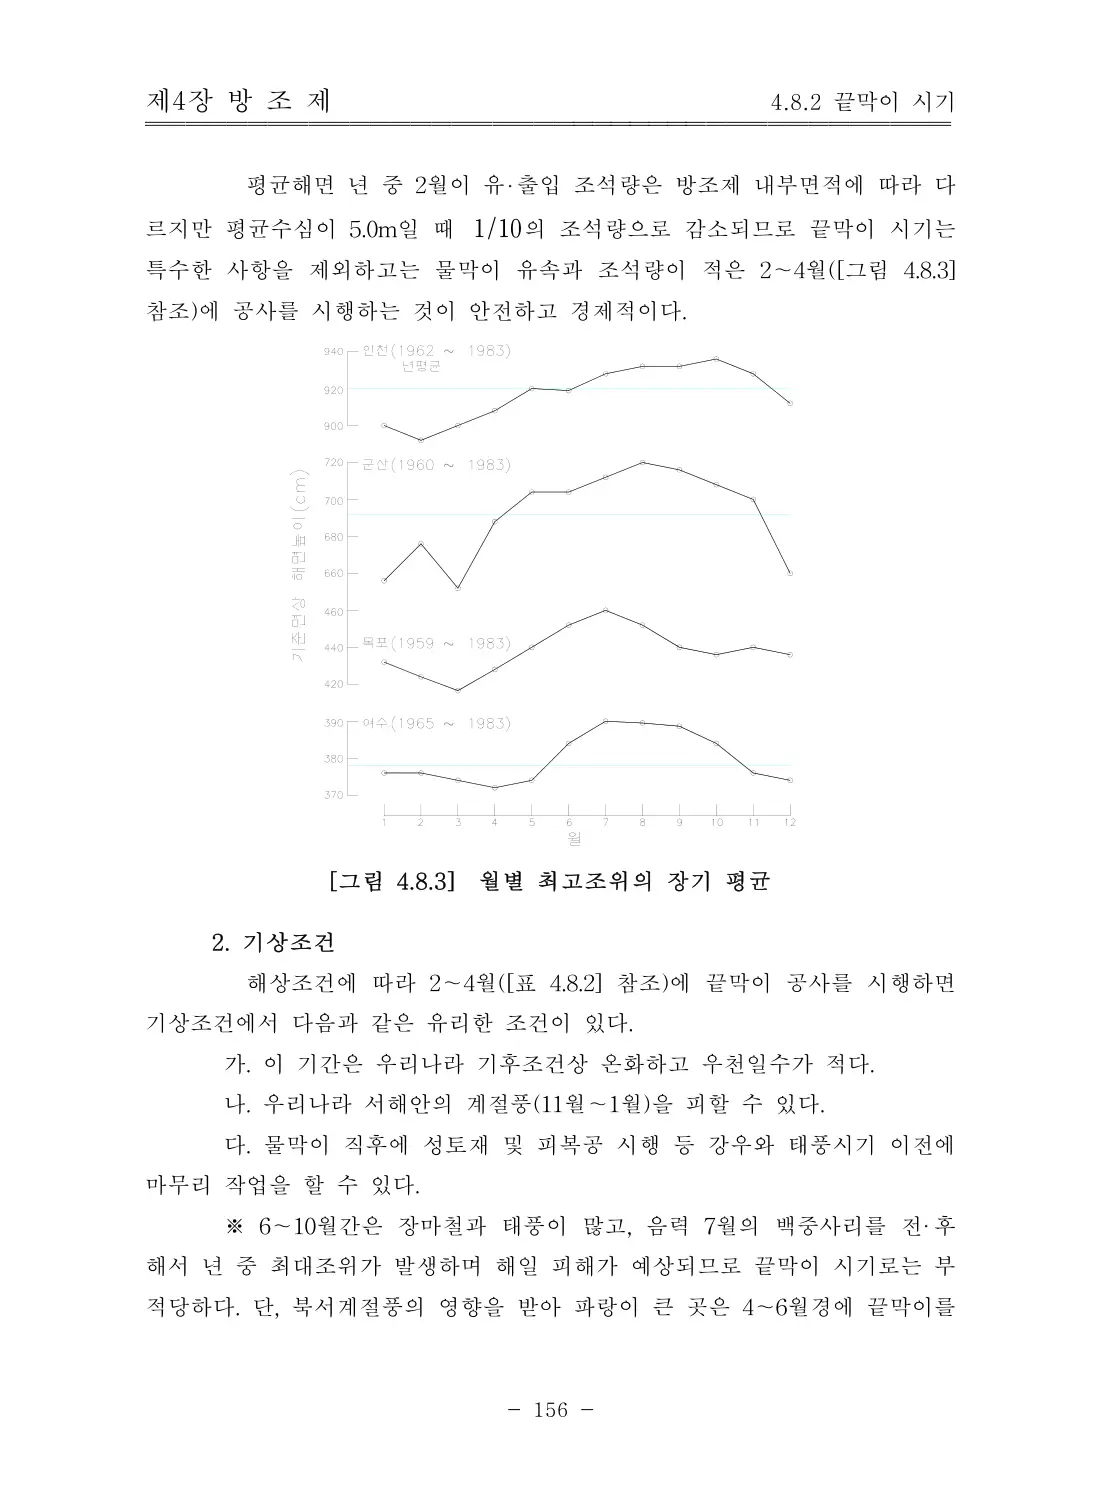 제4장 방 조 제
4.8.2 끝막이 시기
평균해면 년 중 2월이 유·출입 조석량은 방조제 내부면적에 따라 다
르지만 평균수심이 5.0m일 때 1/10의 조석량으로 감소되므로 끝막이 시기는
특수한 사항을 제외하고는 물막이 유속과 조석량이 적은 2~4월([그림 4.8.3]
참조)에 공사를 시행하는 것이 안전하고 경제적이다.
기준면상 해면높이(cm)
940
인천(1962 ~ 1983)
년평균
920
900
720
군산(1960 ~ 1983)
700
680
660
460
440
목포(1959 ~ 1983)
420
390
여수(1965 ~ 1983)
380
370
1 2 3 4 5 6 7 8 9 10 11 12
월
[그림 4.8.3] 월별 최고조위의 장기 평균
2. 기상조건
해상조건에 따라 2~4월([표 4.8.2] 참조)에 끝막이 공사를 시행하면
기상조건에서 다음과 같은 유리한 조건이 있다.
가. 이 기간은 우리나라 기후조건상 온화하고 우천일수가 적다.
나. 우리나라 서해안의 계절풍(11월~1월)을 피할 수 있다.
다. 물막이 직후에 성토재 및 피복공 시행 등 강우와 태풍시기 이전에
마무리 작업을 할 수 있다.
※ 6~10월간은 장마철과 태풍이 많고, 음력 7월의 백중사리를 전·후
해서 년 중 최대조위가 발생하며 해일 피해가 예상되므로 끝막이 시기로는 부
적당하다. 단, 북서계절풍의 영향을 받아 파랑이 큰 곳은 4~6월경에 끝막이를
- 156 -